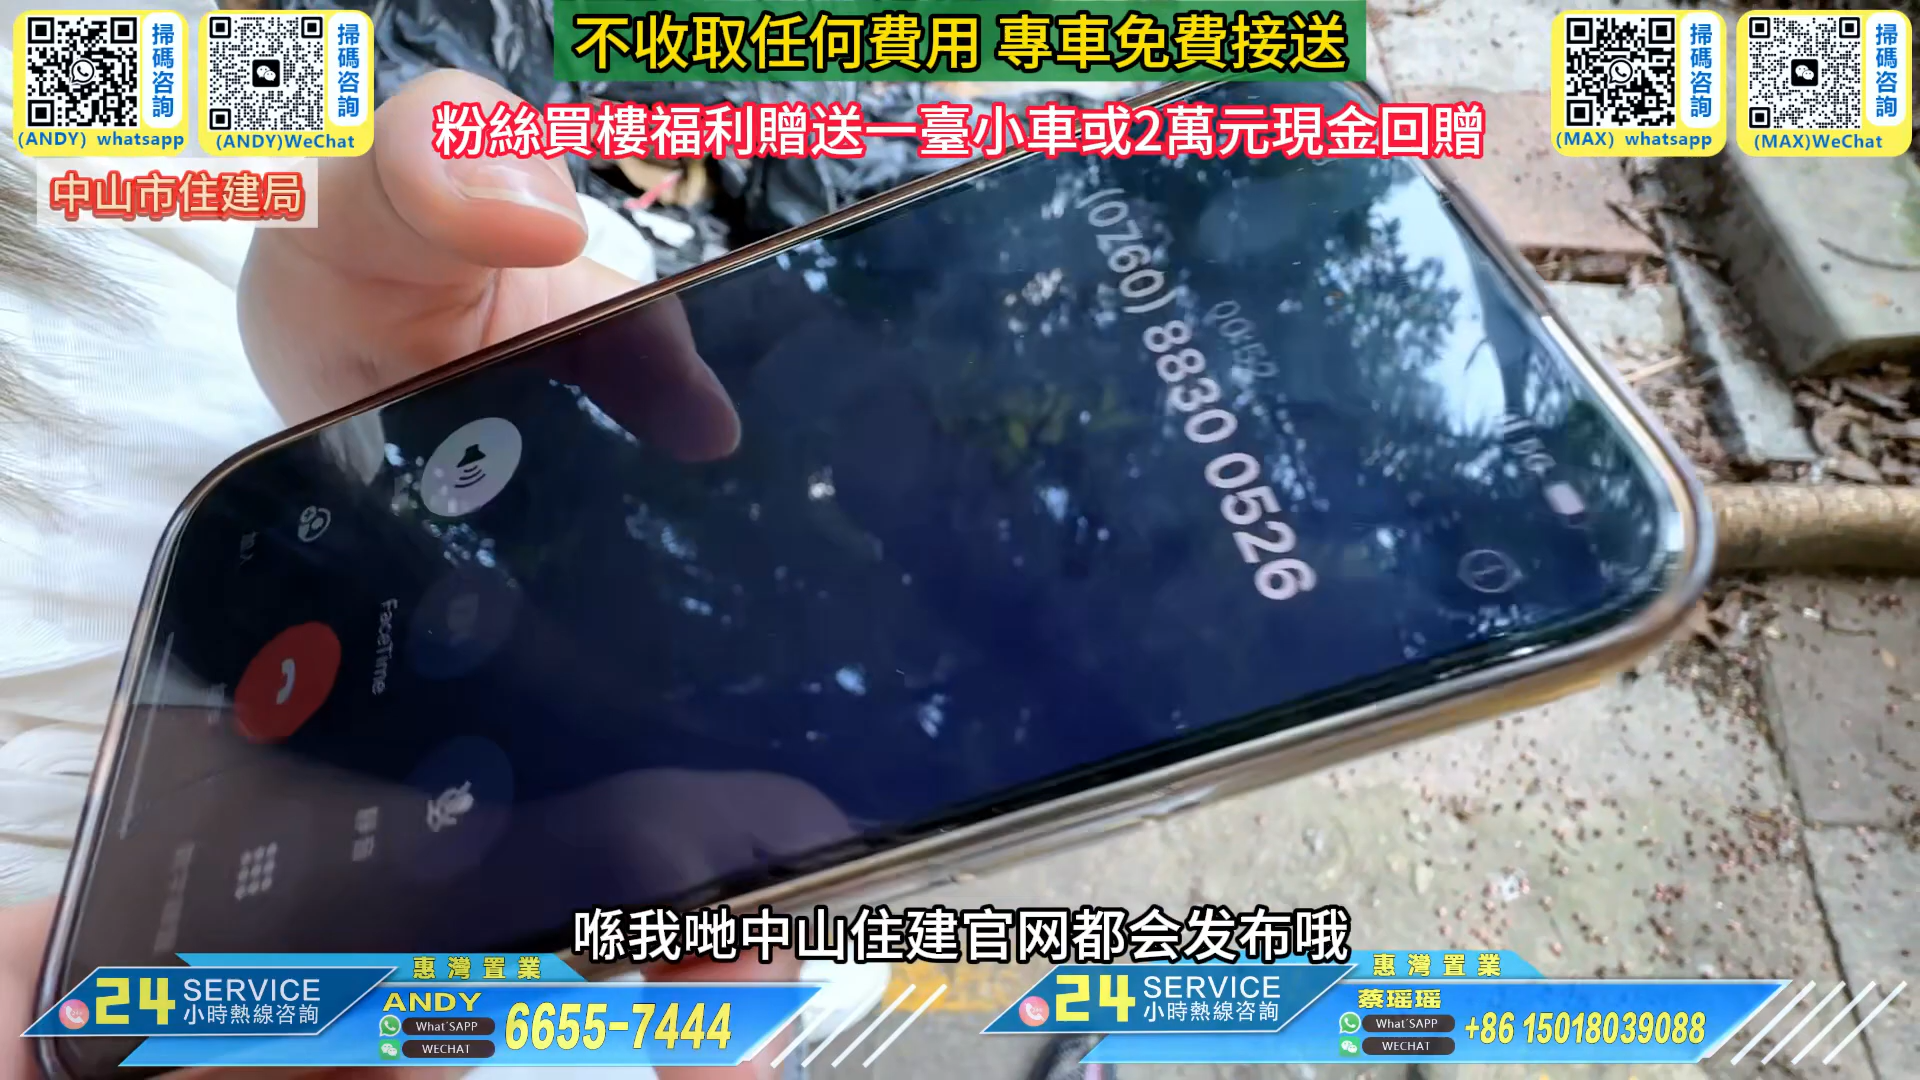 不收取任何費用 專車免費接送
粉絲買樓福利贈送一臺小車或2萬元現金回贈
掃碼咨詢
(ANDY) whatsapp
掃碼咨詢
(ANDY)WeChat
掃碼咨詢
(MAX) whatsapp
掃碼咨詢
(MAX)WeChat
中山市住建局
(0760) 8830 0526
00:52
FaceTime
喺我哋中山住建官网都会发布哦
24 SERVICE
小時熱線咨詢
惠灣置業
ANDY
What'SAPP
WECHAT
6655-7444
24 SERVICE
小時熱線咨詢
惠灣置業
蔡瑶瑶
What'SAPP
WECHAT
+86 15018039088